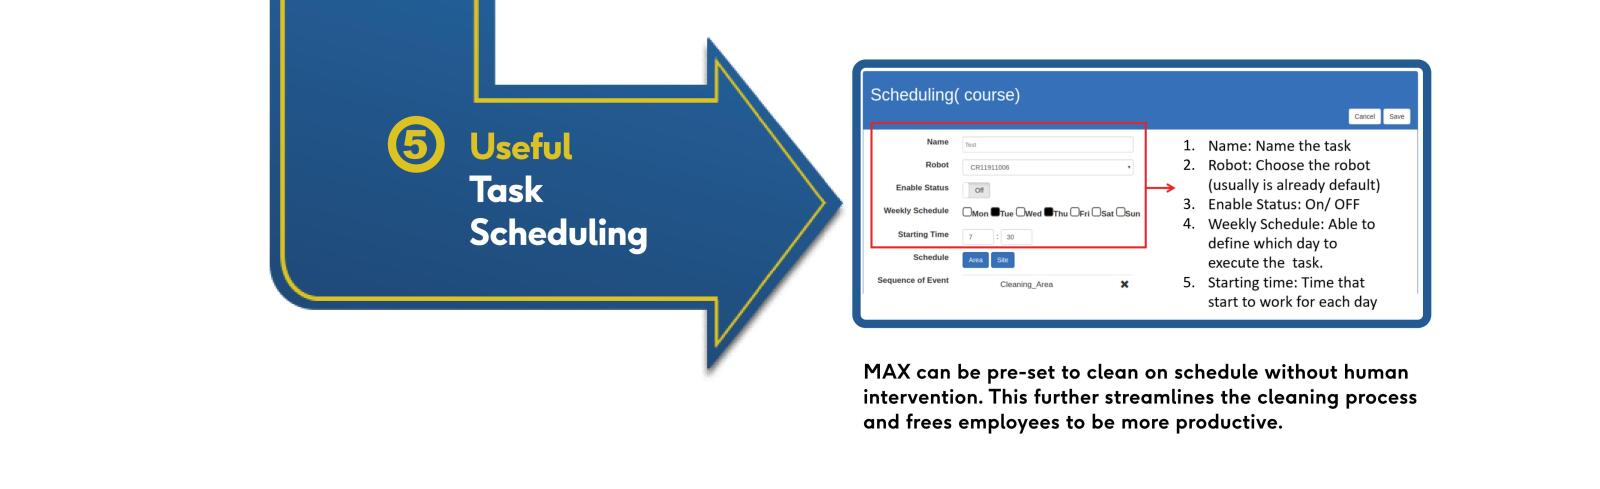 5 Useful
Task
Scheduling
Scheduling( course)
Cancel Save
Name Test
Robot CR11911006
Enable Status Off
Weekly Schedule Mon Tue Wed Thu Fri Sat Sun
Starting Time 7 : 30
Schedule Area Site
Sequence of Event
Cleaning_Area
1. Name: Name the task
2. Robot: Choose the robot
(usually is already default)
3. Enable Status: On/ OFF
4. Weekly Schedule: Able to
define which day to
execute the task.
5. Starting time: Time that
start to work for each day
MAX can be pre-set to clean on schedule without human
intervention. This further streamlines the cleaning process
and frees employees to be more productive.